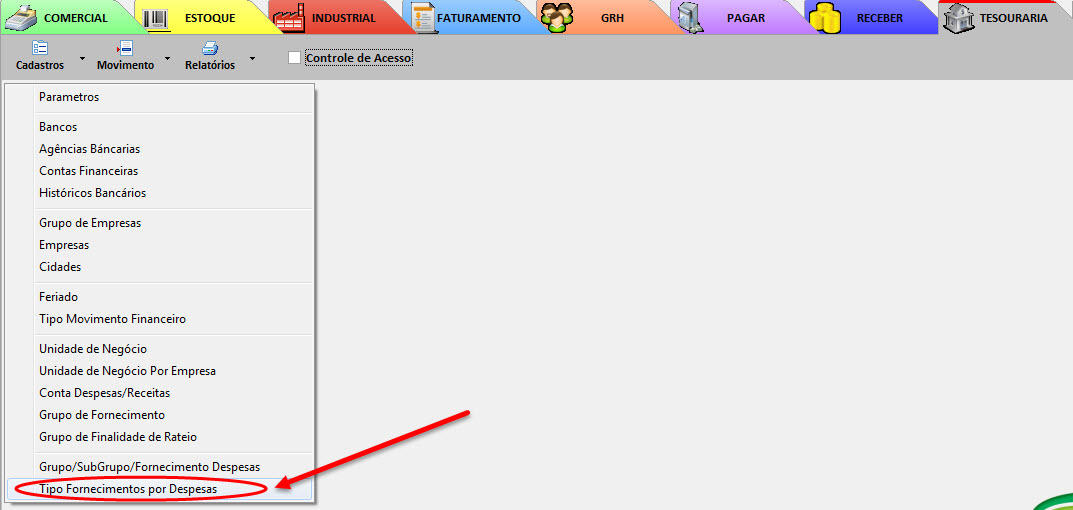 COMERCIAL
ESTOQUE
INDUSTRIAL
FATURAMENTO
GRH
PAGAR
RECEBER
TESOURARIA
Cadastros
Movimento
Relatórios
Controle de Acesso
Parametros
Bancos
Agências Báncarias
Contas Financeiras
Históricos Bancários
Grupo de Empresas
Empresas
Cidades
Feriado
Tipo Movimento Financeiro
Unidade de Negócio
Unidade de Negócio Por Empresa
Conta Despesas/Receitas
Grupo de Fornecimento
Grupo de Finalidade de Rateio
Grupo/SubGrupo/Fornecimento Despesas
Tipo Fornecimentos por Despesas